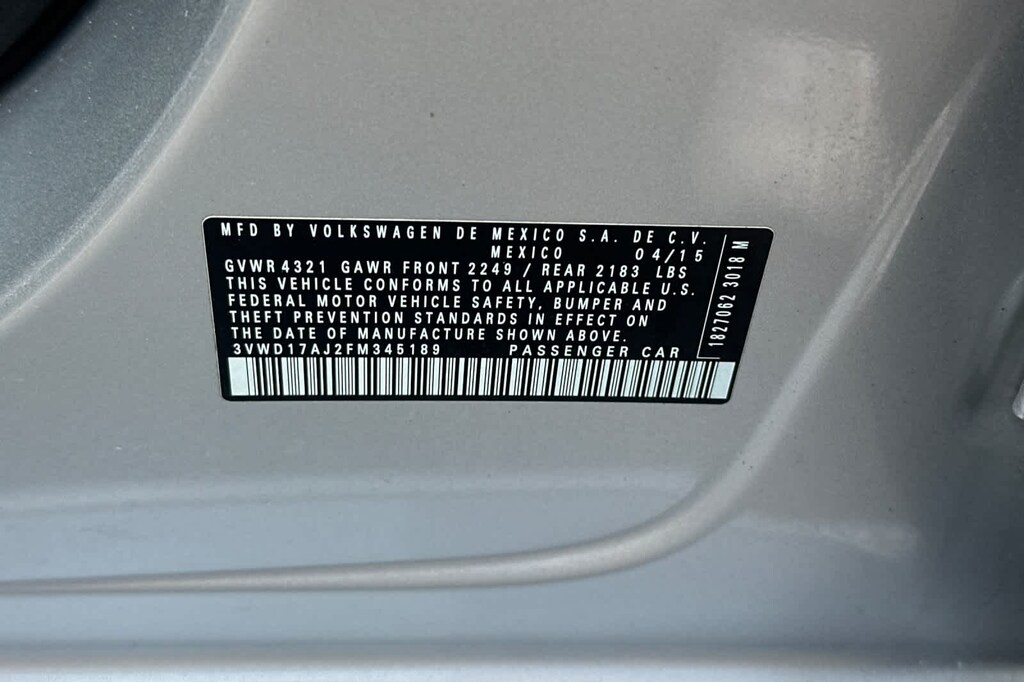 MFD BY VOLKSWAGEN DE MEXICO S.A. DE C.V.
MEXICO 04/15
GVWR 4321 GAWR FRONT 2249 / REAR 2183 LBS
THIS VEHICLE CONFORMS TO ALL APPLICABLE U.S.
FEDERAL MOTOR VEHICLE SAFETY, BUMPER AND
THEFT PREVENTION STANDARDS IN EFFECT ON
THE DATE OF MANUFACTURE SHOWN ABOVE.
3VWD17AJ2FM345189 PASSENGER CAR
1827062 3018 M